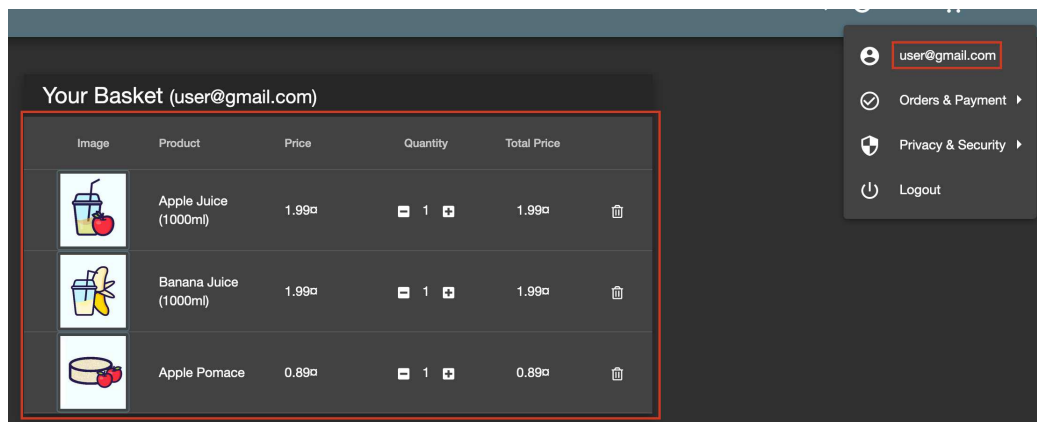 user@gmail.com
Orders & Payment
Privacy & Security
Logout
Your Basket (user@gmail.com)
Image Product Price Quantity Total Price
Apple Juice
(1000ml) 1.99¤ 1 1.99¤
Banana Juice
(1000ml) 1.99¤ 1 1.99¤
Apple Pomace 0.89¤ 1 0.89¤